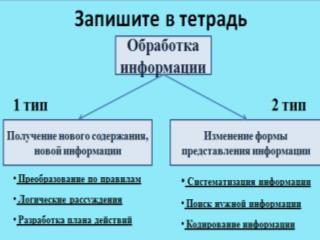 Запишите в тетрадь
Обработка
информации
1 тип
2 тип
Получение нового содержания,
новой информации
Изменение формы
представления информации
• Преобразование по правилам
• Логические рассуждения
• Разработка плана действий
• Систематизация информации
• Поиск нужной информации
• Кодирование информации